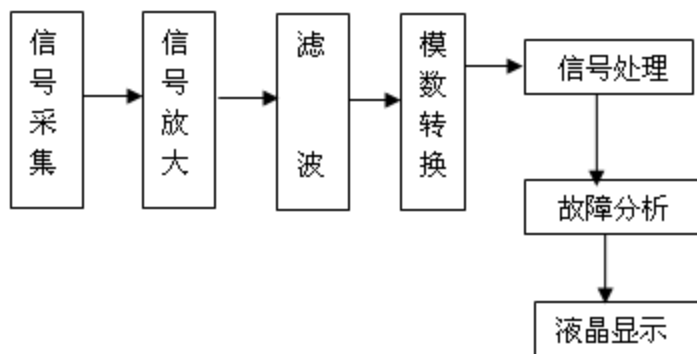 信号采集
信号放大
滤波
模数转换
信号处理
故障分析
液晶显示